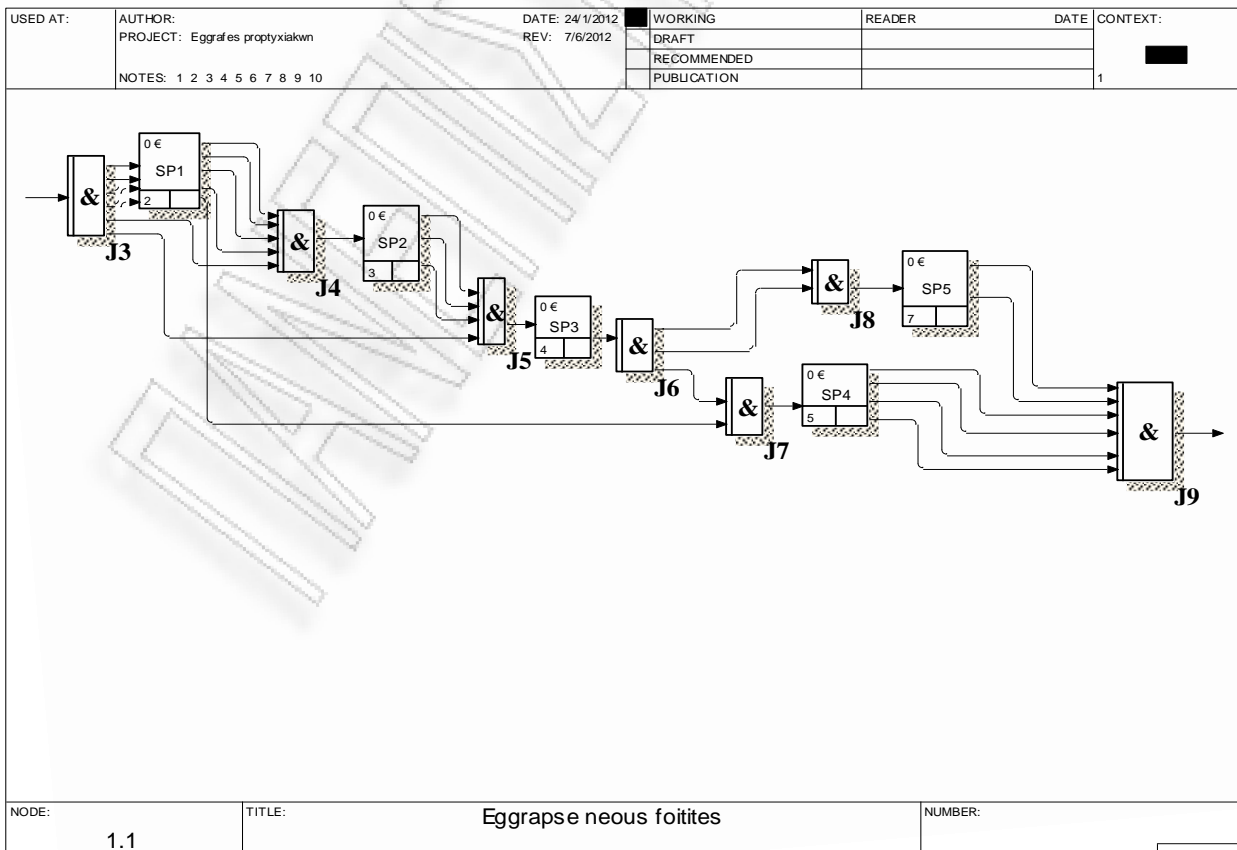 USED AT:
AUTHOR:
DATE: 24/1/2012
WORKING
READER
DATE
CONTEXT:
PROJECT: Eggrafes proptyxiakwn
REV: 7/6/2012
DRAFT
RECOMMENDED
NOTES: 1 2 3 4 5 6 7 8 9 10
PUBLICATION
1
&
J3
0 €
SP1
2
&
J4
0 €
SP2
3
&
J5
0 €
SP3
4
&
J6
&
J8
0 €
SP5
7
&
J7
0 €
SP4
5
&
J9
NODE:
1.1
TITLE:
Eggrapse neous foitites
NUMBER: